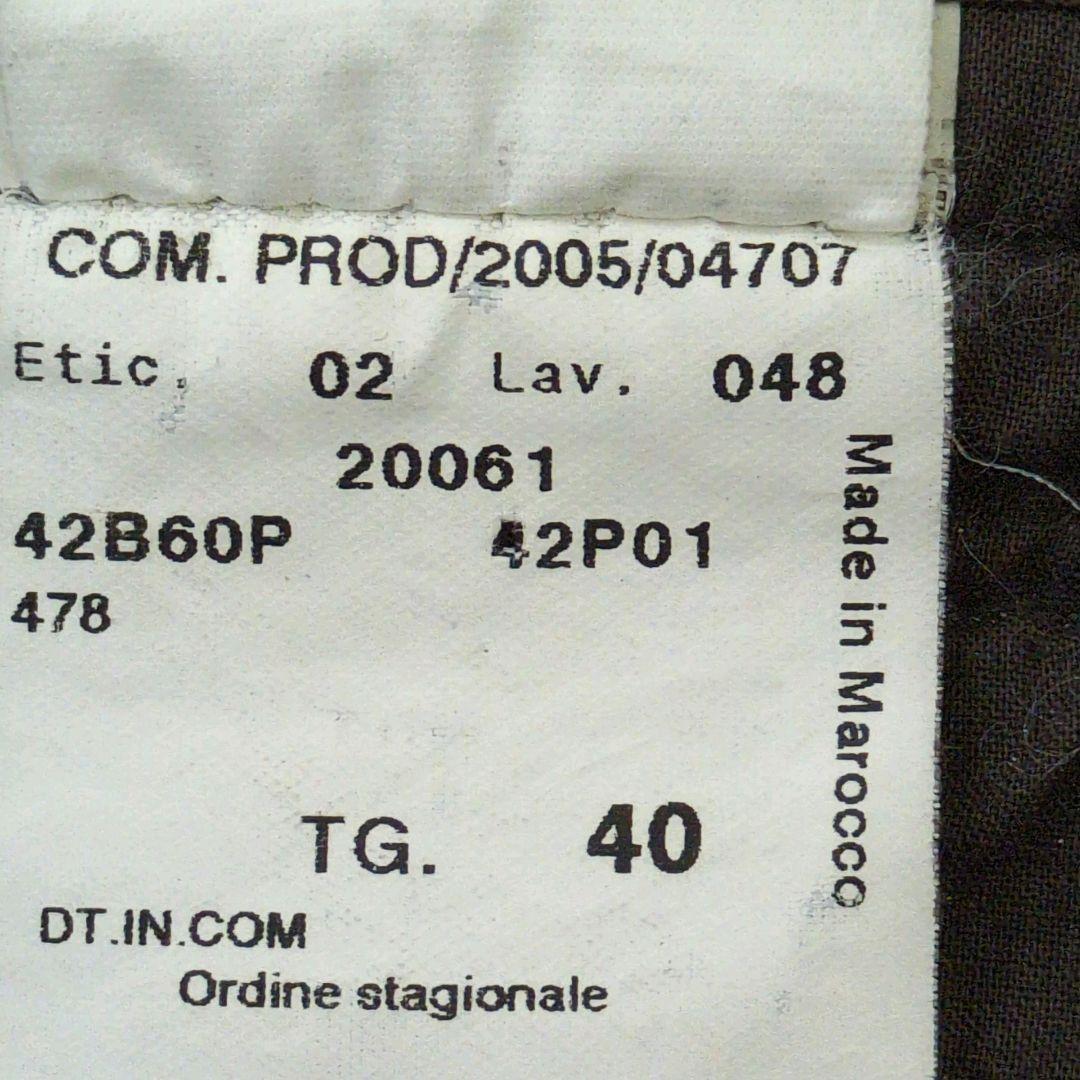 COM. PROD/2005/04707
Etic. 02 Lav. 048
20061
42B60P 42P01
478
Made in Marocco
TG. 40
DT.IN.COM
Ordine stagionale